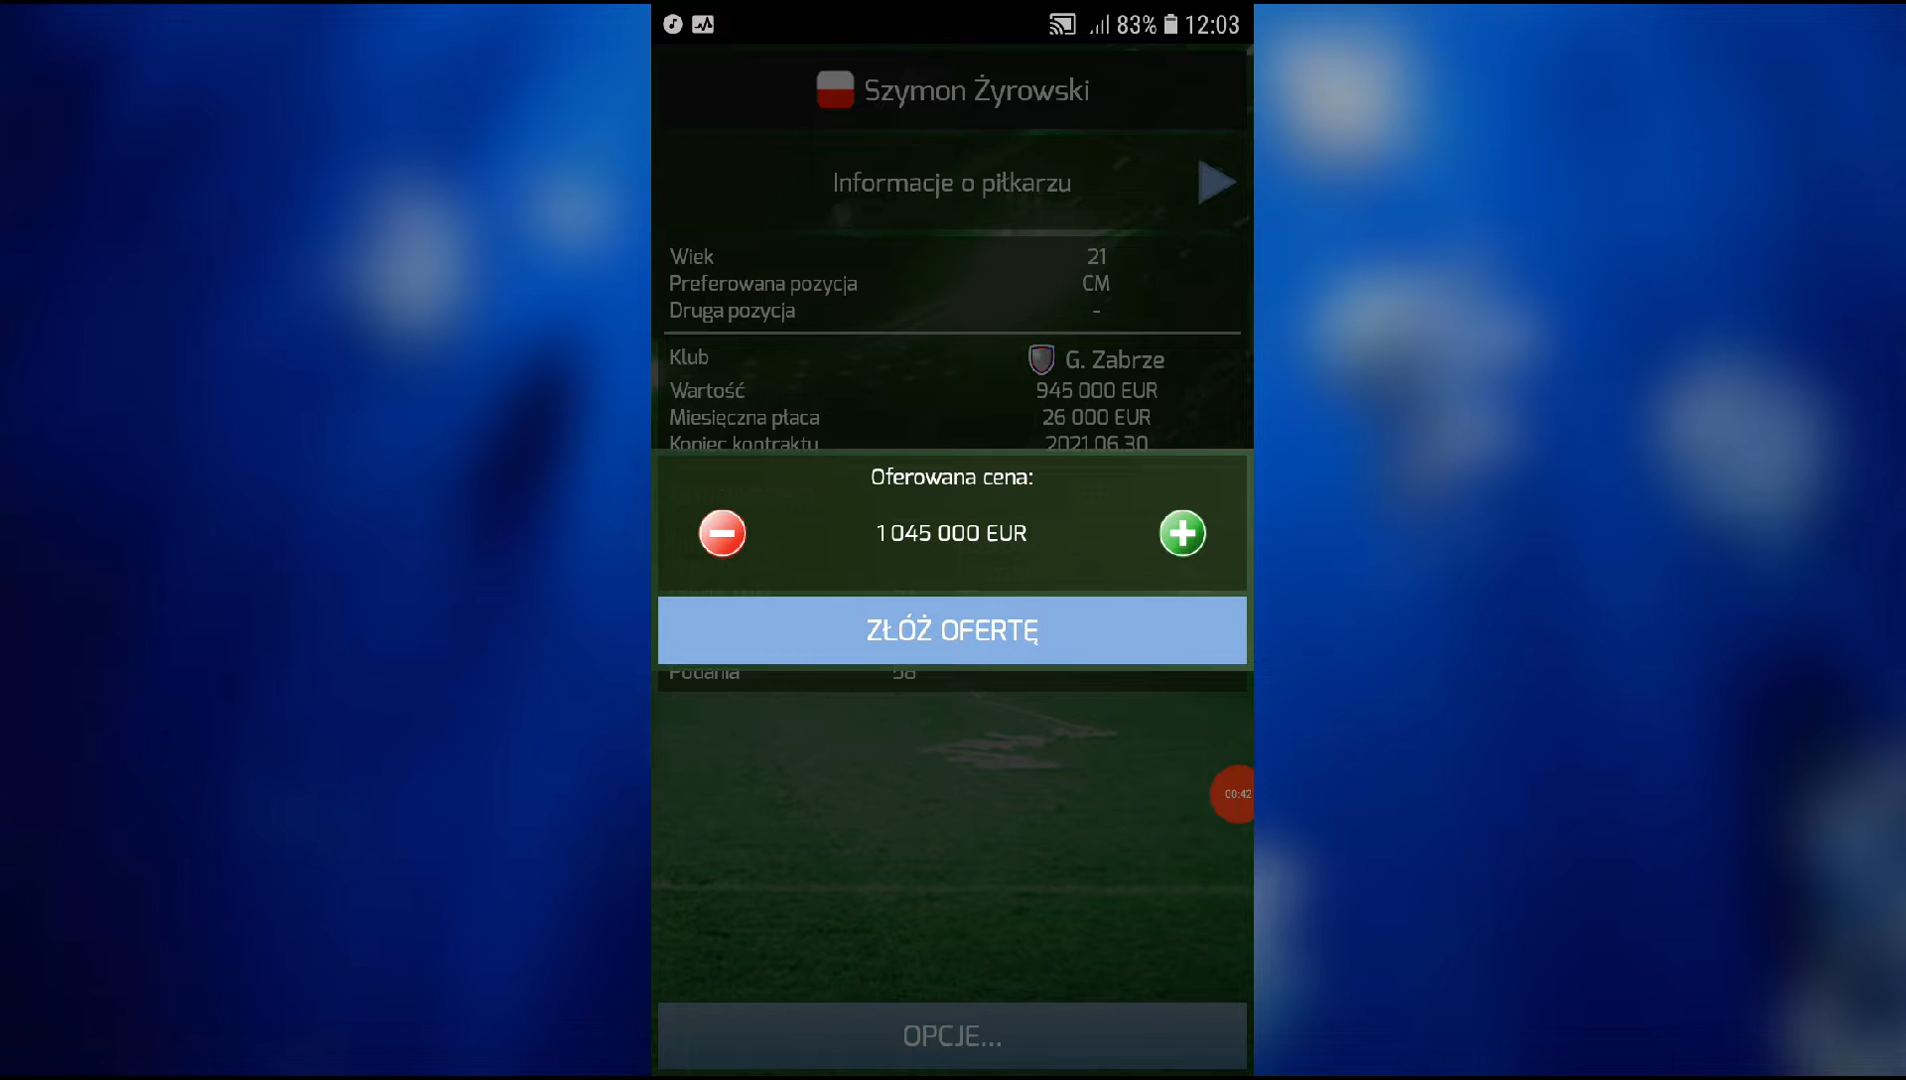 83% 12:03
Szymon Żyrowski
Informacje o piłkarzu
Wiek 21
Preferowana pozycja CM
Druga pozycja -
Klub G. Zabrze
Wartość 945 000 EUR
Miesięczna płaca 26 000 EUR
Koniec kontraktu 2021.06.30
Oferowana cena:
1 045 000 EUR
ZŁÓŻ OFERTĘ
Podania 58
00:42
OPCJE...